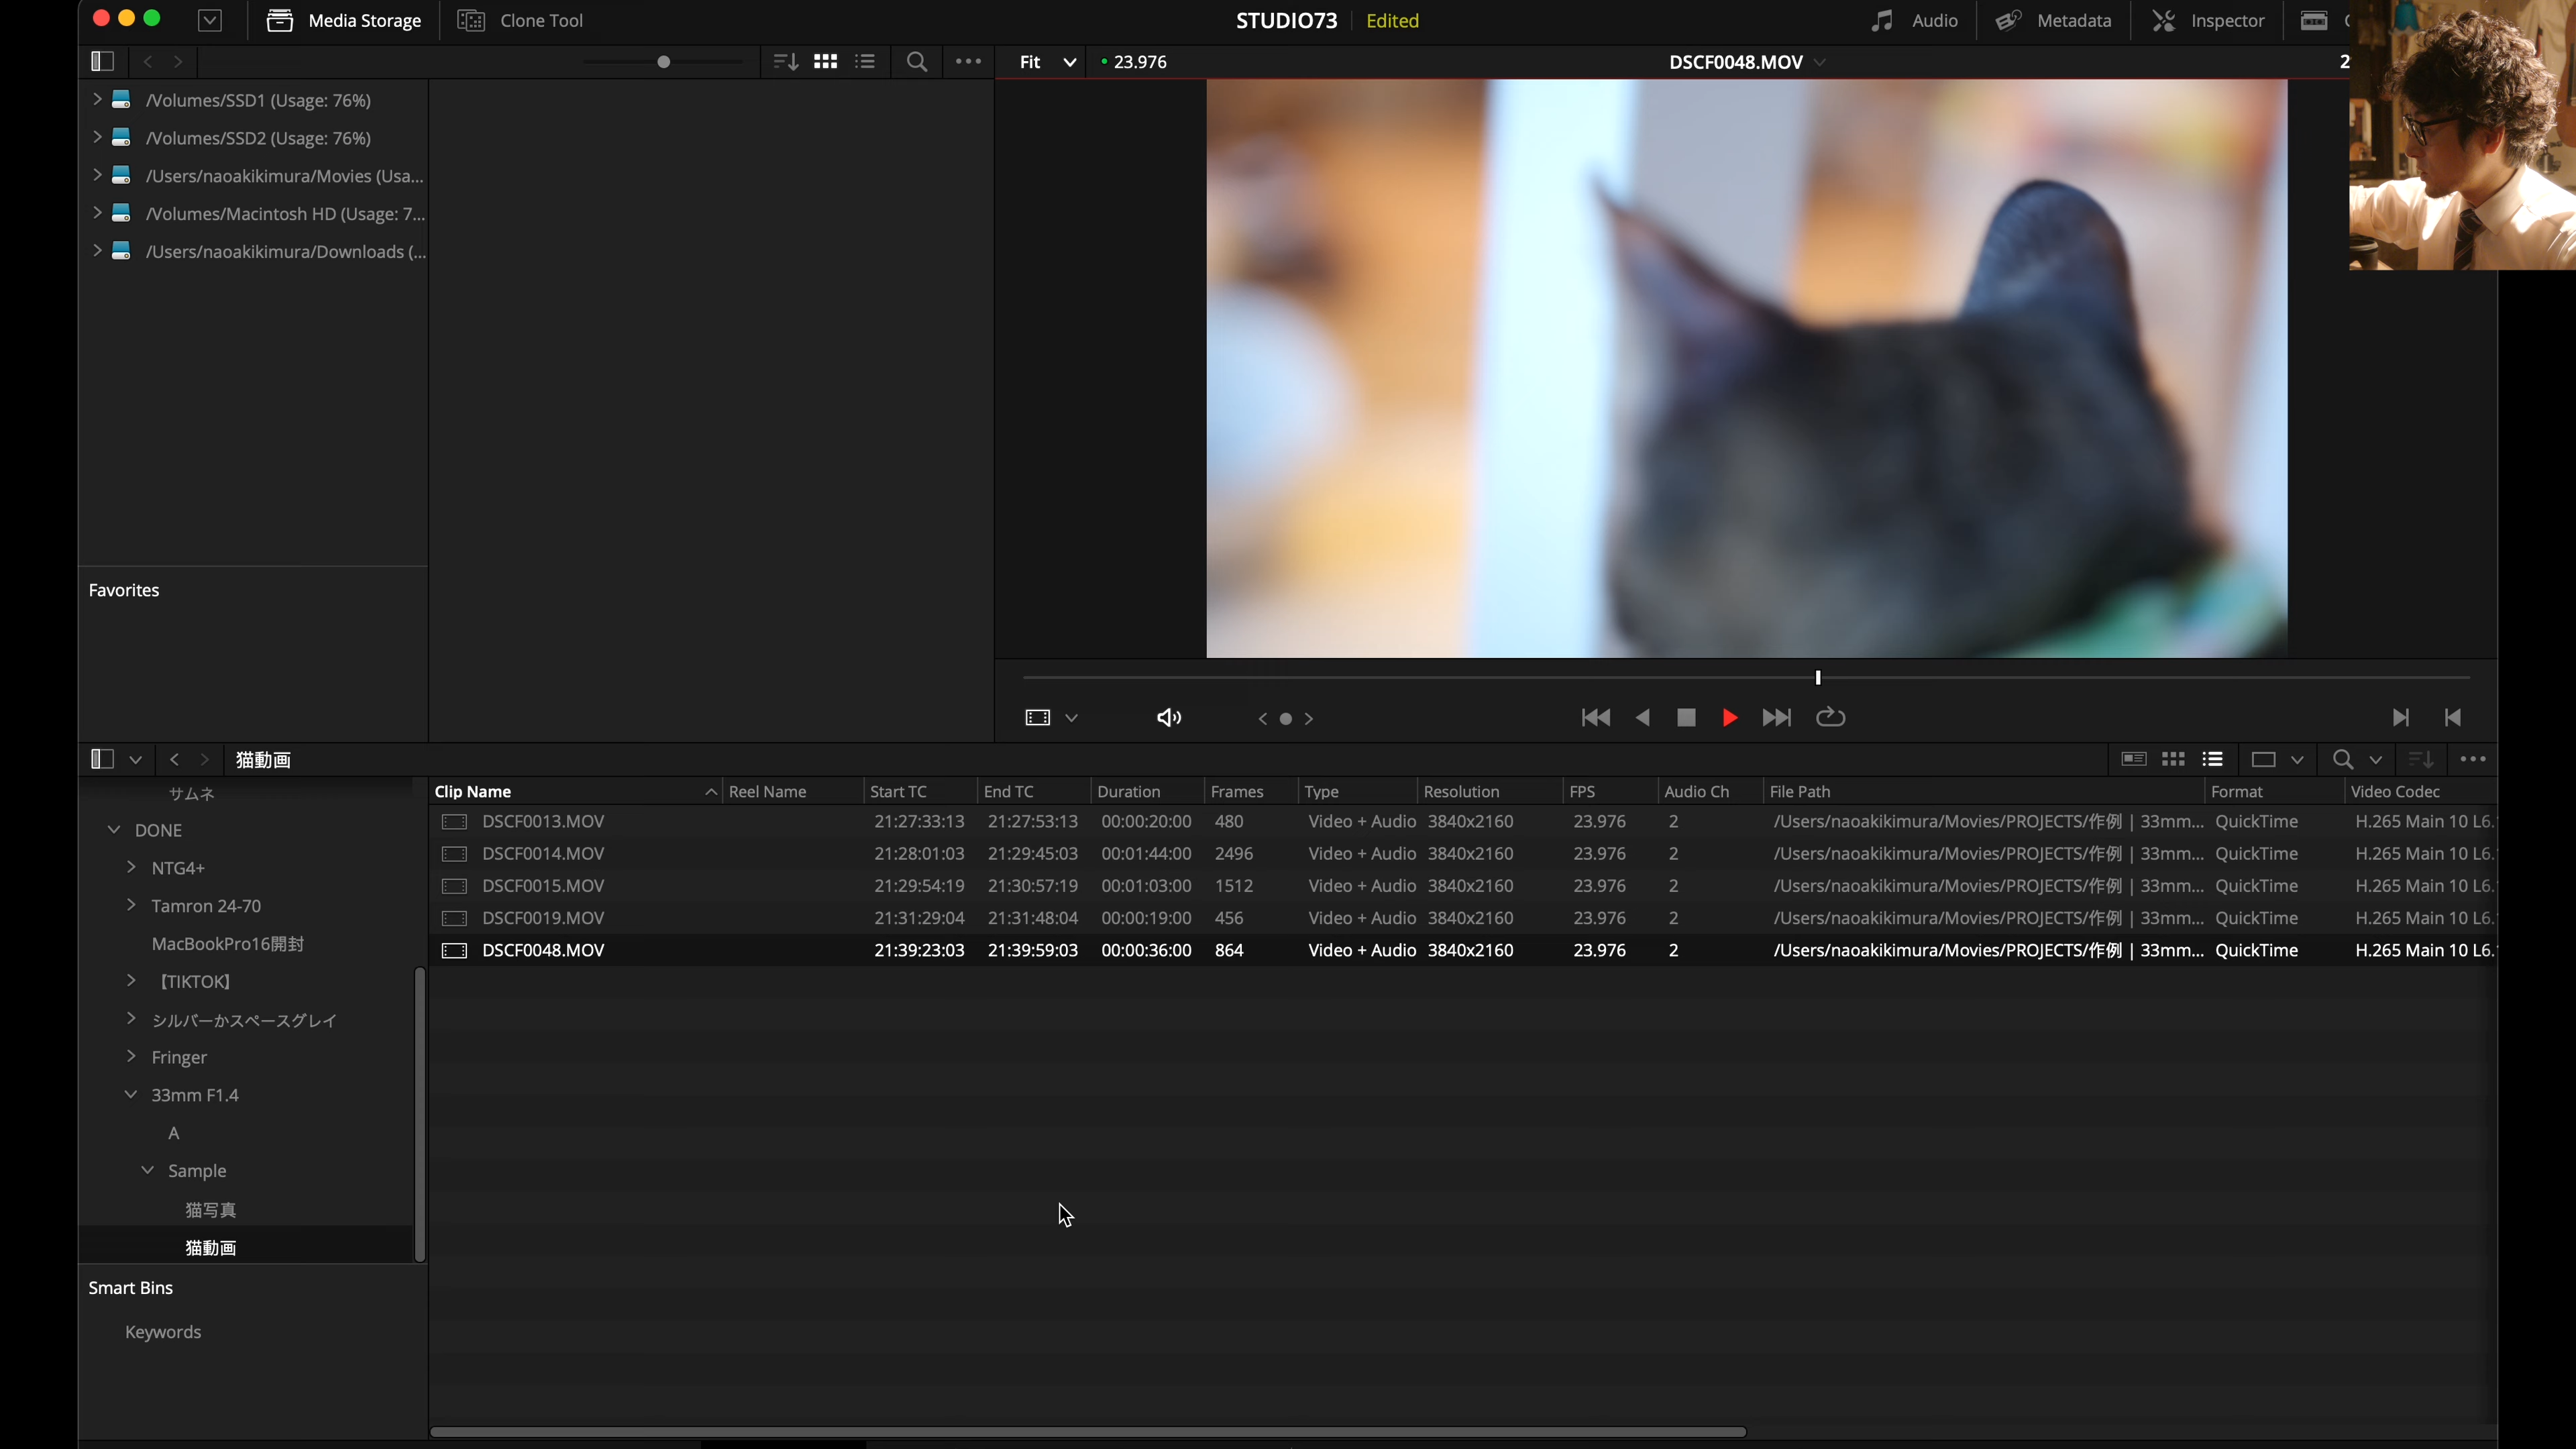 Media Storage
Clone Tool
STUDIO73
Edited
Audio
Metadata
Inspector
Fit
23.976
DSCF0048.MOV
/Volumes/SSD1 (Usage: 76%)
/Volumes/SSD2 (Usage: 76%)
/Users/naoakikimura/Movies (Usa...
/Volumes/Macintosh HD (Usage: 7...
/Users/naoakikimura/Downloads (...
Favorites
猫動画
サムネ
DONE
NTG4+
Tamron 24-70
MacBookPro16開封
【TIKTOK】
シルバーかスペースグレイ
Fringer
33mm F1.4
A
Sample
猫写真
猫動画
Smart Bins
Keywords
Clip Name Reel Name Start TC End TC Duration Frames Type Resolution FPS Audio Ch File Path Format Video Codec
DSCF0013.MOV 21:27:33:13 21:27:53:13 00:00:20:00 480 Video + Audio 3840x2160 23.976 2 /Users/naoakikimura/Movies/PROJECTS/作例 | 33mm... QuickTime H.265 Main 10 L6.
DSCF0014.MOV 21:28:01:03 21:29:45:03 00:01:44:00 2496 Video + Audio 3840x2160 23.976 2 /Users/naoakikimura/Movies/PROJECTS/作例 | 33mm... QuickTime H.265 Main 10 L6.
DSCF0015.MOV 21:29:54:19 21:30:57:19 00:01:03:00 1512 Video + Audio 3840x2160 23.976 2 /Users/naoakikimura/Movies/PROJECTS/作例 | 33mm... QuickTime H.265 Main 10 L6.
DSCF0019.MOV 21:31:29:04 21:31:48:04 00:00:19:00 456 Video + Audio 3840x2160 23.976 2 /Users/naoakikimura/Movies/PROJECTS/作例 | 33mm... QuickTime H.265 Main 10 L6.
DSCF0048.MOV 21:39:23:03 21:39:59:03 00:00:36:00 864 Video + Audio 3840x2160 23.976 2 /Users/naoakikimura/Movies/PROJECTS/作例 | 33mm... QuickTime H.265 Main 10 L6.